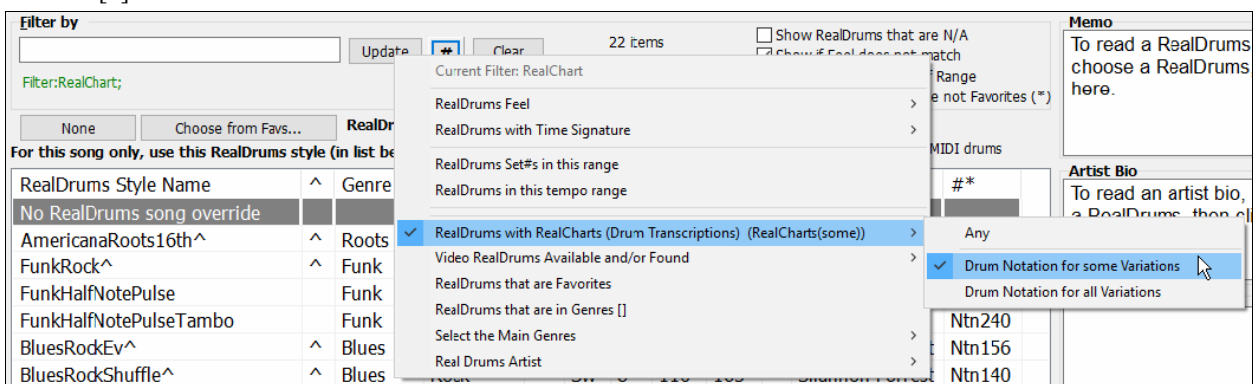 Filter by
Update # Clear 22 items
Show RealDrums that are N/A
Show if Feel does not match
Range
e not Favorites (*)
Filter:RealChart;
None Choose from Favs... RealDr
MIDI drums
For this song only, use this RealDrums style (in list be
RealDrums Style Name ^ Genre #*
No RealDrums song override
AmericanaRoots16th^ ^ Roots
FunkRock^ ^ Funk
FunkHalfNotePulse Funk
FunkHalfNotePulseTambo Funk Ntn240
BluesRockEv^ ^ Blues Ntn156
BluesRockShuffle^ ^ Blues Rock Sw 110 165 Shannon Forrest Ntn140
Current Filter: RealChart
RealDrums Feel >
RealDrums with Time Signature >
RealDrums Set#s in this range
RealDrums in this tempo range
RealDrums with RealCharts (Drum Transcriptions) (RealCharts(some)) >
Video RealDrums Available and/or Found >
RealDrums that are Favorites
RealDrums that are in Genres []
Select the Main Genres >
Real Drums Artist >
Any
Drum Notation for some Variations
Drum Notation for all Variations
Memo
To read a RealDrums
choose a RealDrums
here.
Artist Bio
To read an artist bio,
a RealDrums, then cli